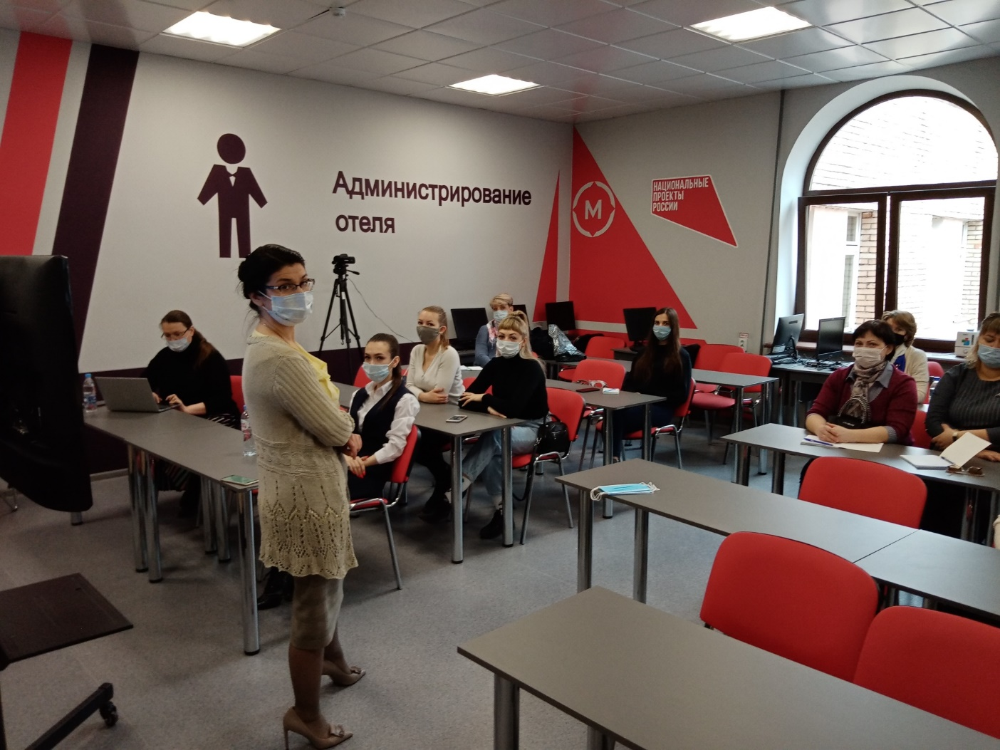 Администрирование
отеля
М
НАЦИОНАЛЬНЫЕ
ПРОЕКТЫ
РОССИИ